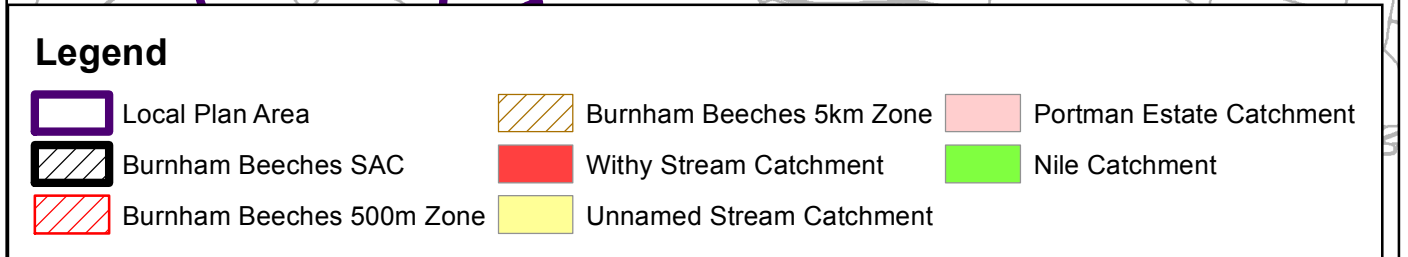 Legend
Local Plan Area
Burnham Beeches SAC
Burnham Beeches 500m Zone
Burnham Beeches 5km Zone
Withy Stream Catchment
Unnamed Stream Catchment
Portman Estate Catchment
Nile Catchment